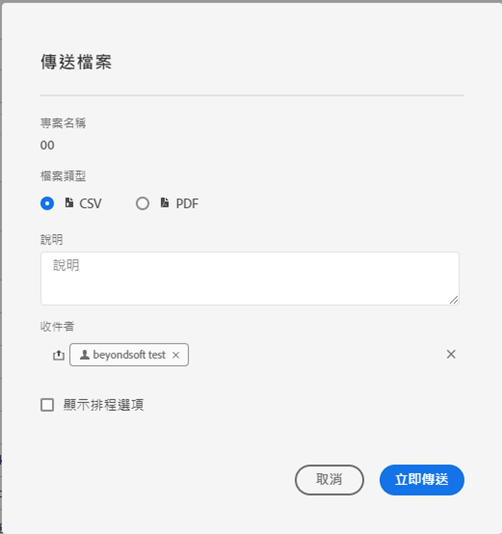 傳送檔案
專案名稱
00
檔案類型
CSV PDF
說明
說明
收件者
beyondsoft test
顯示排程選項
取消 立即傳送